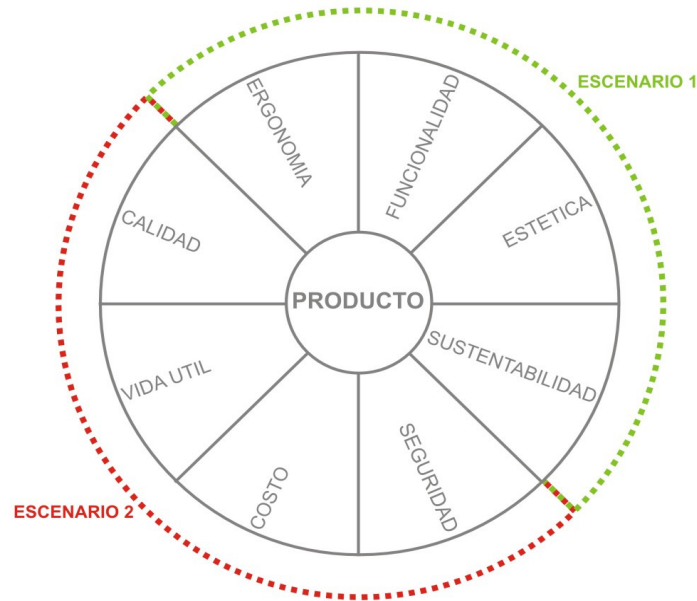 ESCENARIO 1
ERGONOMIA
FUNCIONALIDAD
CALIDAD
ESTETICA
PRODUCTO
VIDA UTIL
SUSTENTABILIDAD
COSTO
SEGURIDAD
ESCENARIO 2